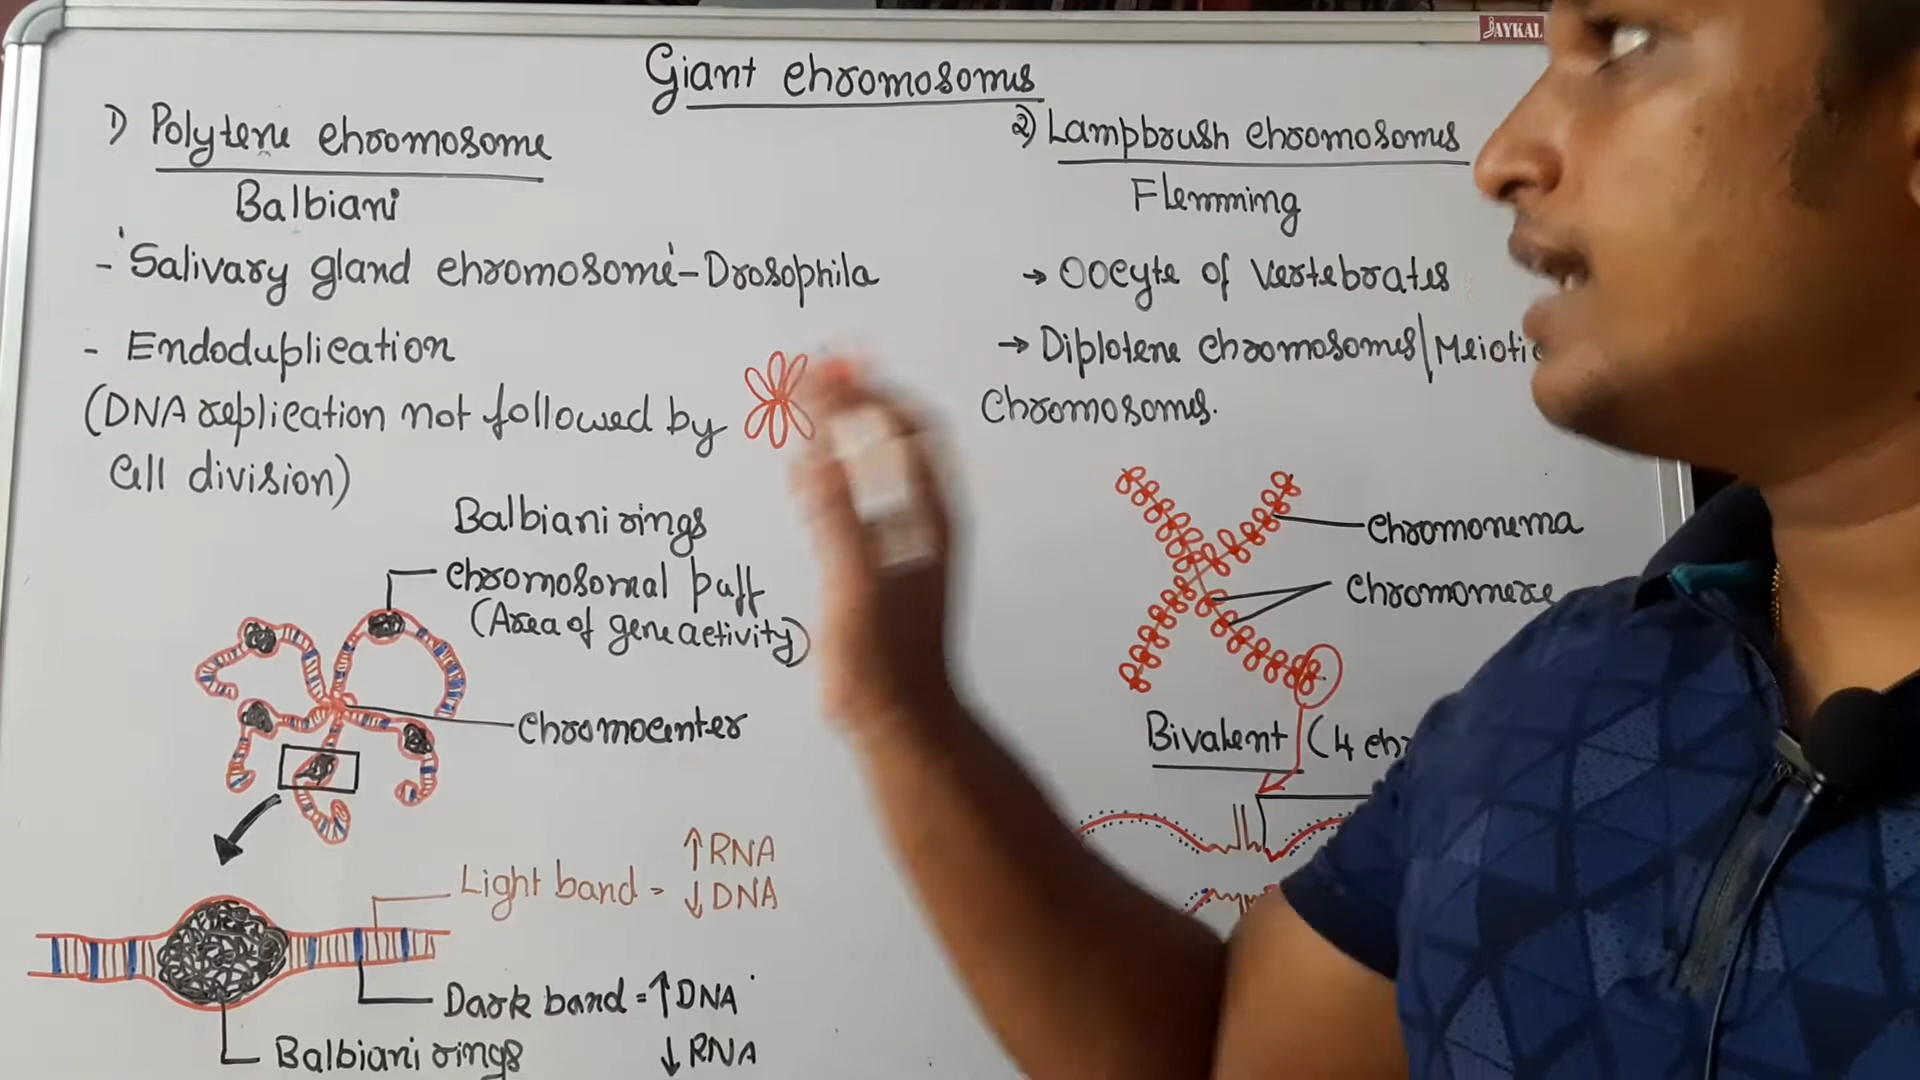 JAYKAL
Giant chromosomes
1) Polytene chromosome
Balbiani
- 'Salivary gland chromosome' - Drosophila
- Endoduplication
(DNA replication not followed by
Cell division)
Balbiani rings
Chromosomal puff
(Area of gene activity)
Chromocenter
Light band - ↑ RNA
↓ DNA
Dark band = ↑ DNA
↓ RNA
Balbiani rings
2) Lampbrush chromosomes
Flemming
→ Oocyte of vertebrates
→ Diplotene chromosomes/Meiotic
Chromosomes.
Chromonema
Chromomere
Bivalent (4 chr